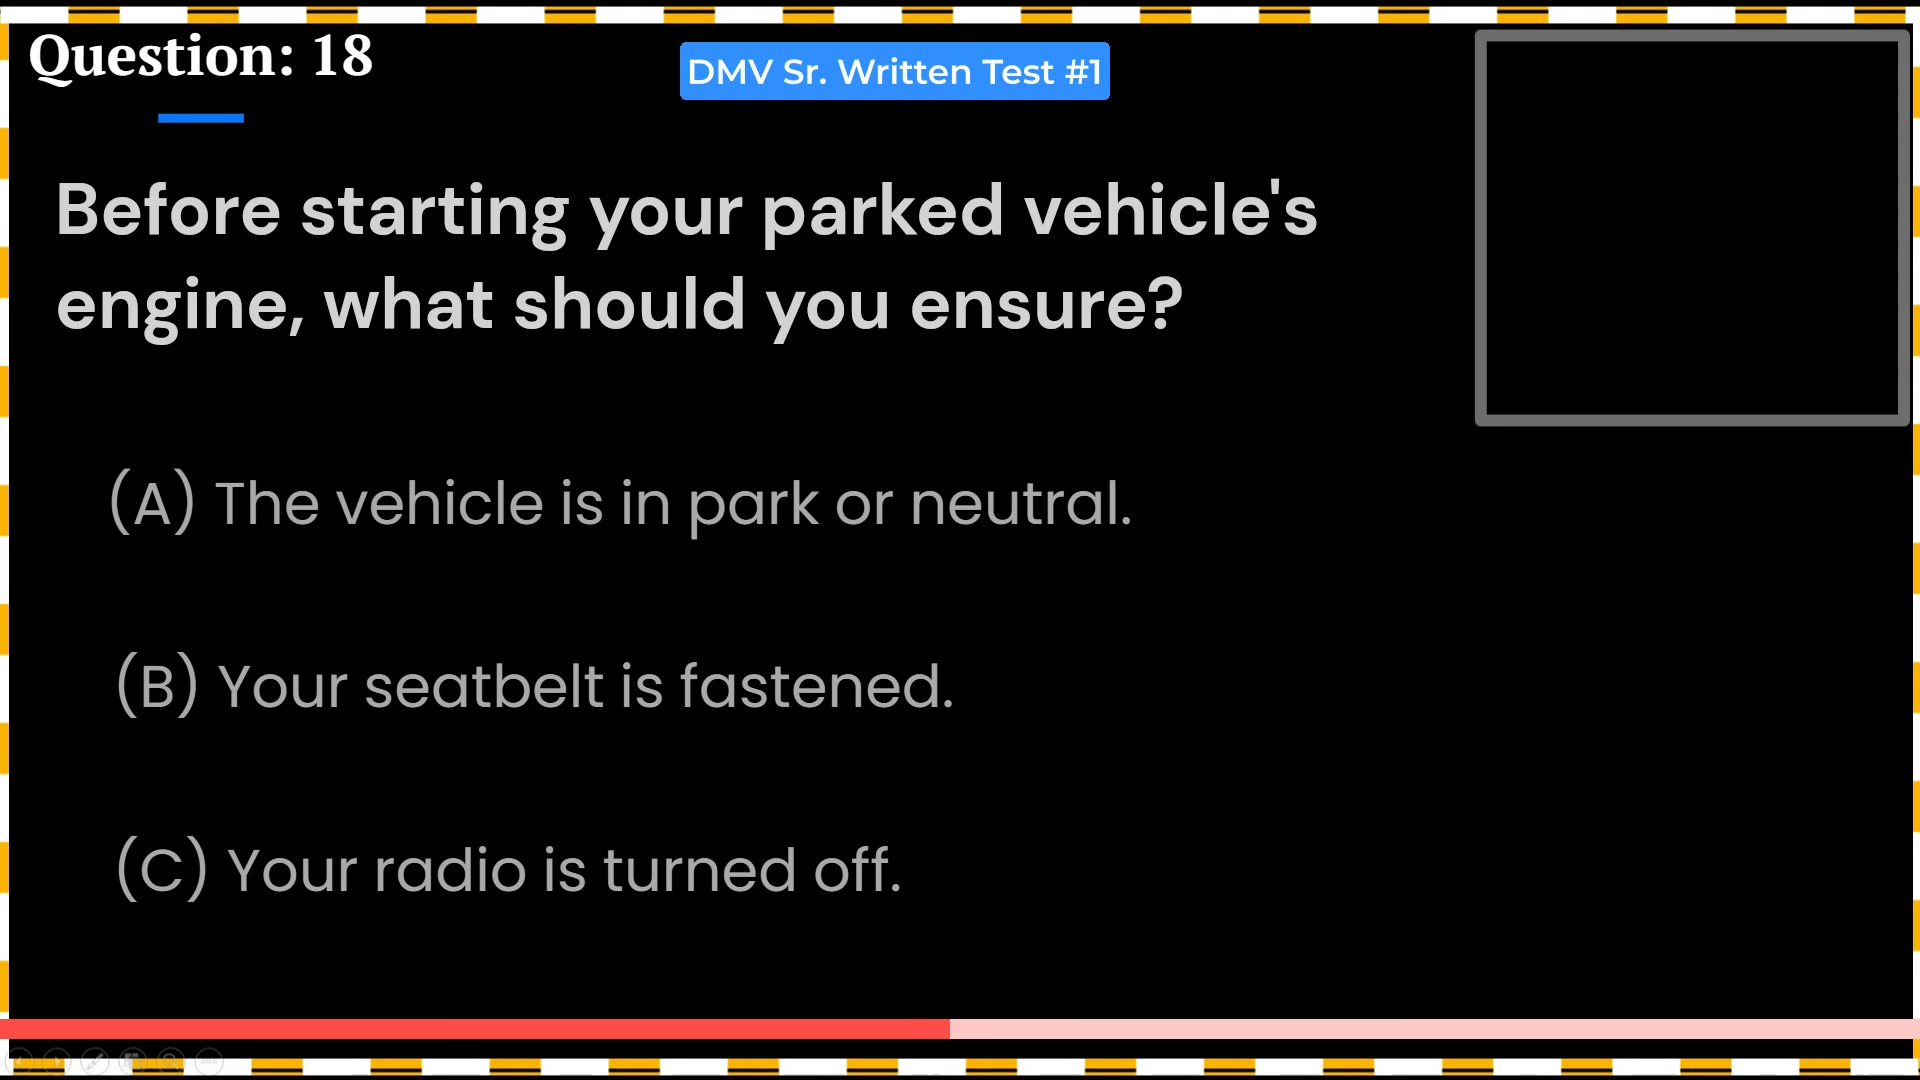 Question: 18
DMV Sr. Written Test #1
Before starting your parked vehicle's
engine, what should you ensure?
(A) The vehicle is in park or neutral.
(B) Your seatbelt is fastened.
(C) Your radio is turned off.